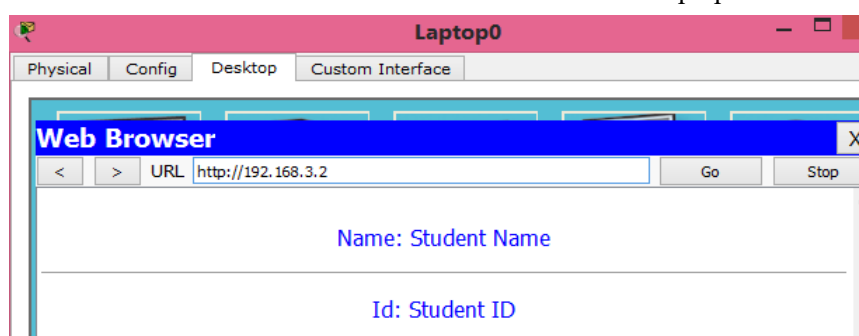 Laptop0
Physical Config Desktop Custom Interface
Web Browser X
< > URL http://192.168.3.2 Go Stop
Name: Student Name
Id: Student ID